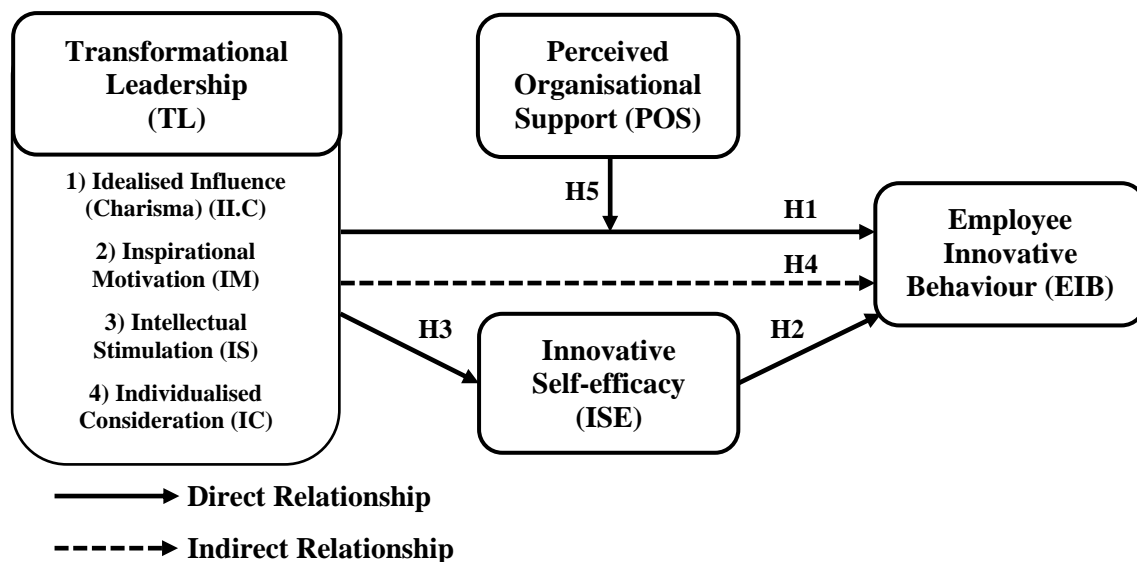 Transformational
Leadership
(TL)
1) Idealised Influence
(Charisma) (II.C)
2) Inspirational
Motivation (IM)
3) Intellectual
Stimulation (IS)
4) Individualised
Consideration (IC)
Perceived
Organisational
Support (POS)
H5
H1
H4
H3
H2
Innovative
Self-efficacy
(ISE)
Employee
Innovative
Behaviour (EIB)
Direct Relationship
Indirect Relationship